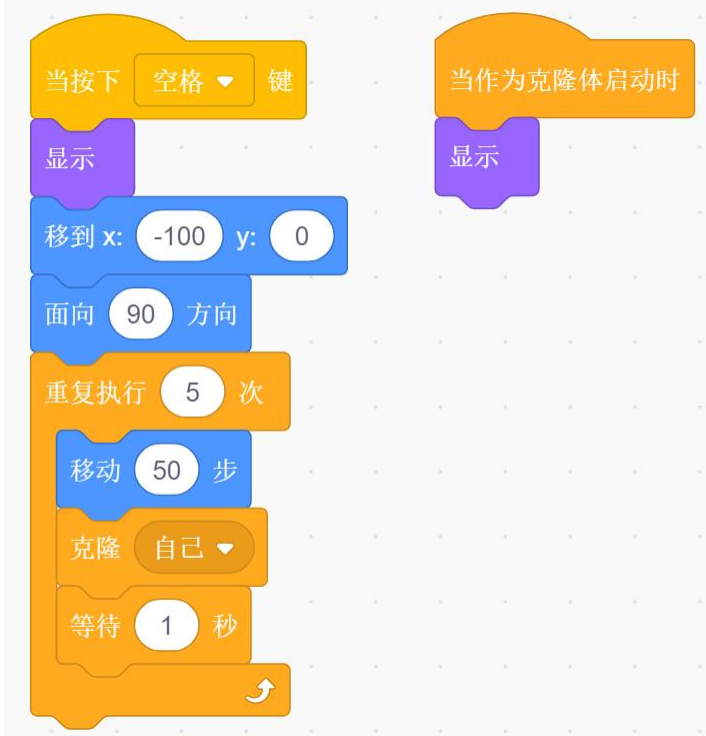 当按下 空格 键
显示
移到 x: -100 y: 0
面向 90 方向
重复执行 5 次
移动 50 步
克隆 自己
等待 1 秒
当作为克隆体启动时
显示